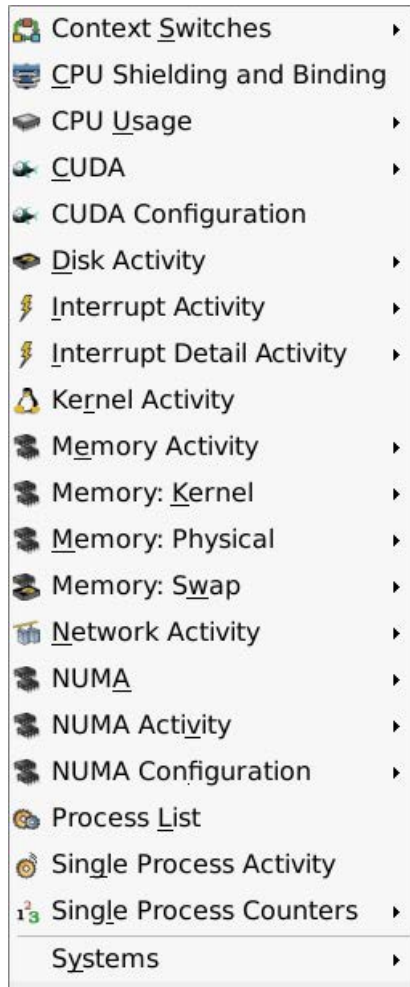 Context Switches
CPU Shielding and Binding
CPU Usage
CUDA
CUDA Configuration
Disk Activity
Interrupt Activity
Interrupt Detail Activity
Kernel Activity
Memory Activity
Memory: Kernel
Memory: Physical
Memory: Swap
Network Activity
NUMA
NUMA Activity
NUMA Configuration
Process List
Single Process Activity
123 Single Process Counters
Systems